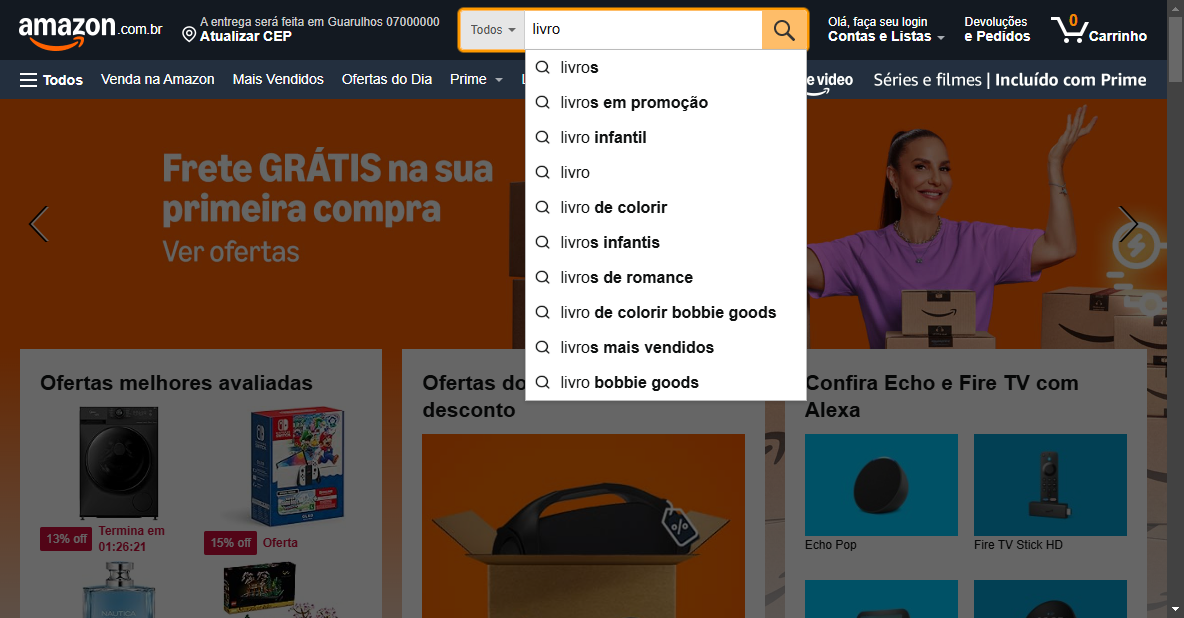 amazon.com.br
A entrega será feita em Guarulhos 07000000
Atualizar CEP
Todos
livro
Olá, faça seu login
Contas e Listas
Devoluções
e Pedidos
0
Carrinho
Todos
Venda na Amazon
Mais Vendidos
Ofertas do Dia
Prime
e video
Séries e filmes | Incluído com Prime
livros
livros em promoção
livro infantil
livro
livro de colorir
livros infantis
livros de romance
livro de colorir bobbie goods
livros mais vendidos
livro bobbie goods
Frete GRÁTIS na sua
primeira compra
Ver ofertas
Ofertas melhores avaliadas
13% off
Termina em
01:26:21
15% off
Oferta
NAUTICA
Ofertas do
desconto
%
Confira Echo e Fire TV com
Alexa
Echo Pop
Fire TV Stick HD